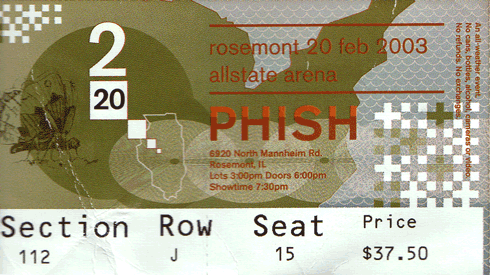 2
20
rosemont 20 feb 2003
allstate arena
PHISH
6920 North Mannheim Rd.
Rosemont, IL
Lots 3:00pm Doors 6:00pm
Showtime 7:30pm
An all-weather event.
No cans, bottles, alcohol, cameras or video.
No refunds. No exchanges.
Section Row Seat Price
112 J 15 $37.50